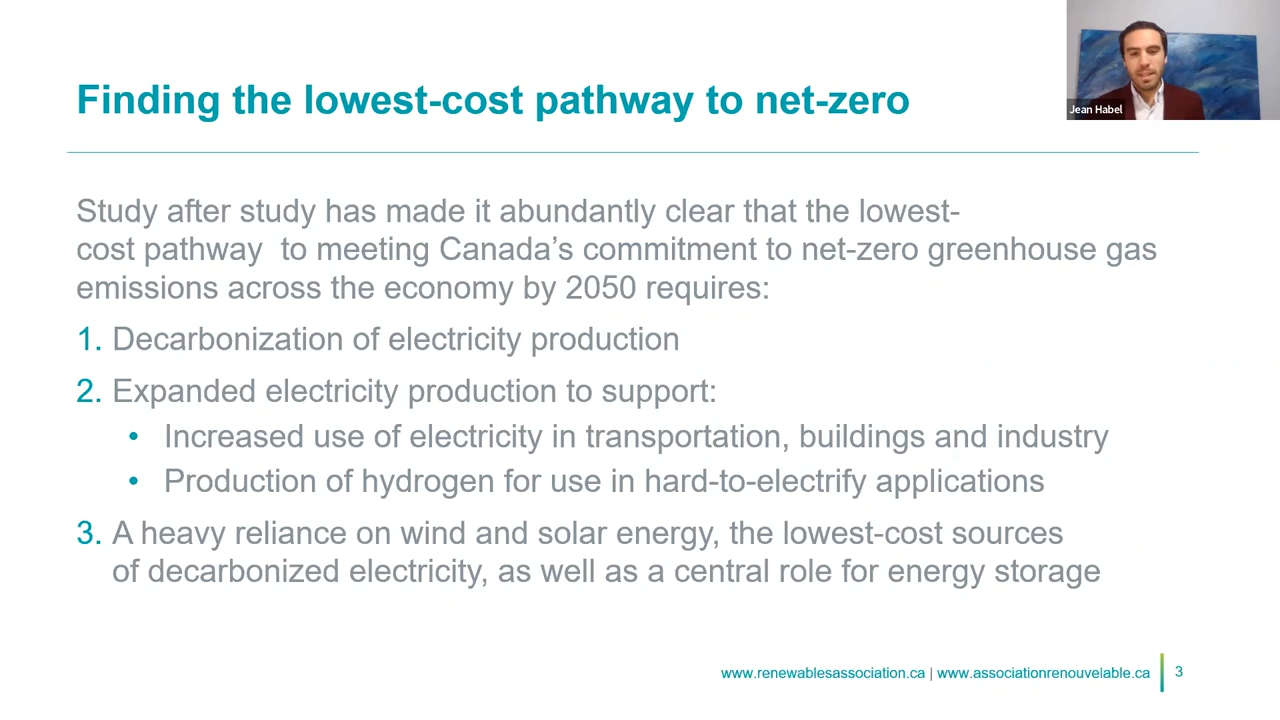 Finding the lowest-cost pathway to net-zero
Jean Habel
Study after study has made it abundantly clear that the lowest-
cost pathway  to meeting Canada’s commitment to net-zero greenhouse gas
emissions across the economy by 2050 requires:
1. Decarbonization of electricity production
2. Expanded electricity production to support:
• Increased use of electricity in transportation, buildings and industry
• Production of hydrogen for use in hard-to-electrify applications
3. A heavy reliance on wind and solar energy, the lowest-cost sources
of decarbonized electricity, as well as a central role for energy storage
www.renewablesassociation.ca | www.associationrenouvelable.ca
3